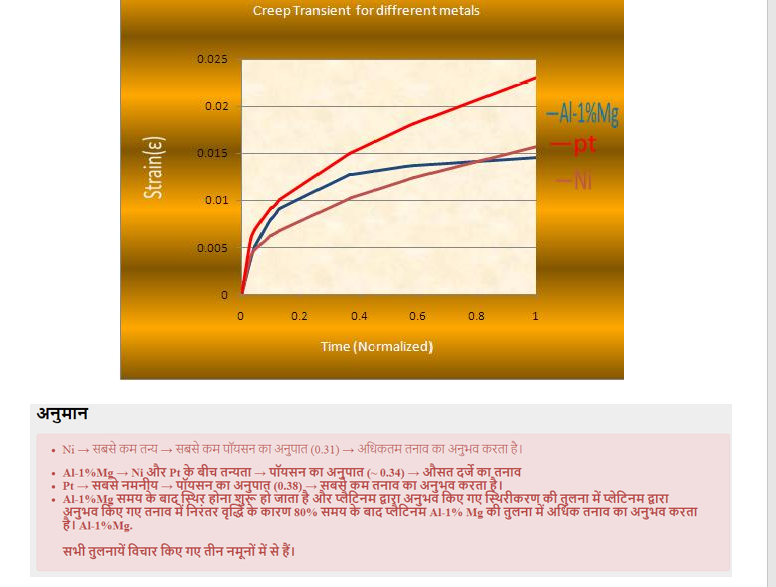 Creep Transient for diffrerent metals
0.025
0.02
0.015
0.01
0.005
0
Strain(ε)
0 0.2 0.4 0.6 0.8 1
Time (Normalized)
Al-1%Mg
pt
Ni
अनुमान
• Ni → सबसे कम तन्य → सबसे कम पॉयसन का अनुपात (0.31) → अधिकतम तनाव का अनुभव करता है।
• Al-1%Mg → Ni और Pt के बीच तन्यता → पॉयसन का अनुपात (~ 0.34) → औसत दर्जे का तनाव
• Pt → सबसे नमनीय → पॉयसन का अनुपात (0.38) → सबसे कम तनाव का अनुभव करता है।
• Al-1%Mg समय के बाद स्थिर होना शुरू हो जाता है और प्लैटिनम द्वारा अनुभव किए गए स्थिरीकरण की तुलना में प्लेटिनम द्वारा
अनुभव किए गए तनाव में निरंतर वृद्धि के कारण 80% समय के बाद प्लैटिनम Al-1% Mg की तुलना में अधिक तनाव का अनुभव करता
है। Al-1%Mg.
सभी तुलनायें विचार किए गए तीन नमूनों में से हैं।